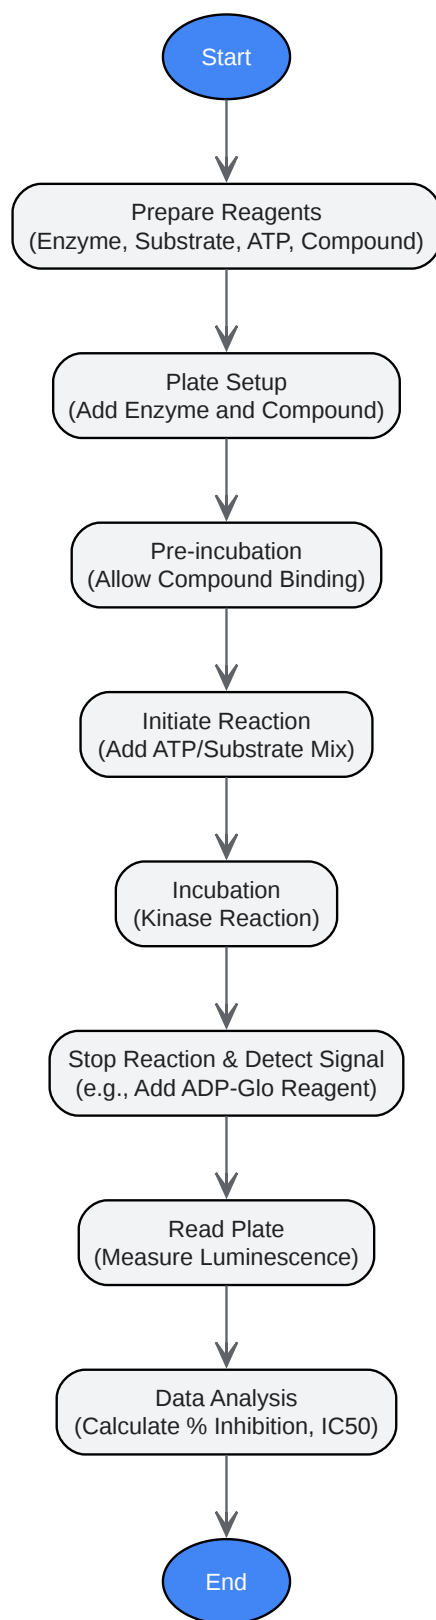 Start
Prepare Reagents
(Enzyme, Substrate, ATP, Compound)
Plate Setup
(Add Enzyme and Compound)
Pre-incubation
(Allow Compound Binding)
Initiate Reaction
(Add ATP/Substrate Mix)
Incubation
(Kinase Reaction)
Stop Reaction & Detect Signal
(e.g., Add ADP-Glo Reagent)
Read Plate
(Measure Luminescence)
Data Analysis
(Calculate % Inhibition, IC50)
End